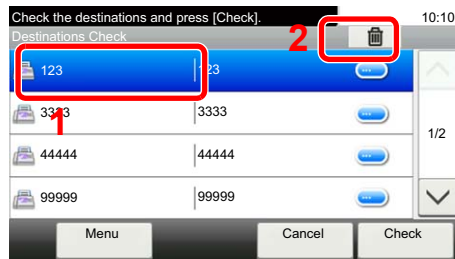 Check the destinations and press [Check]. 10:10
Destinations Check 2
123 123
3333 3333
1
1/2
44444 44444
99999 99999
Menu Cancel Check